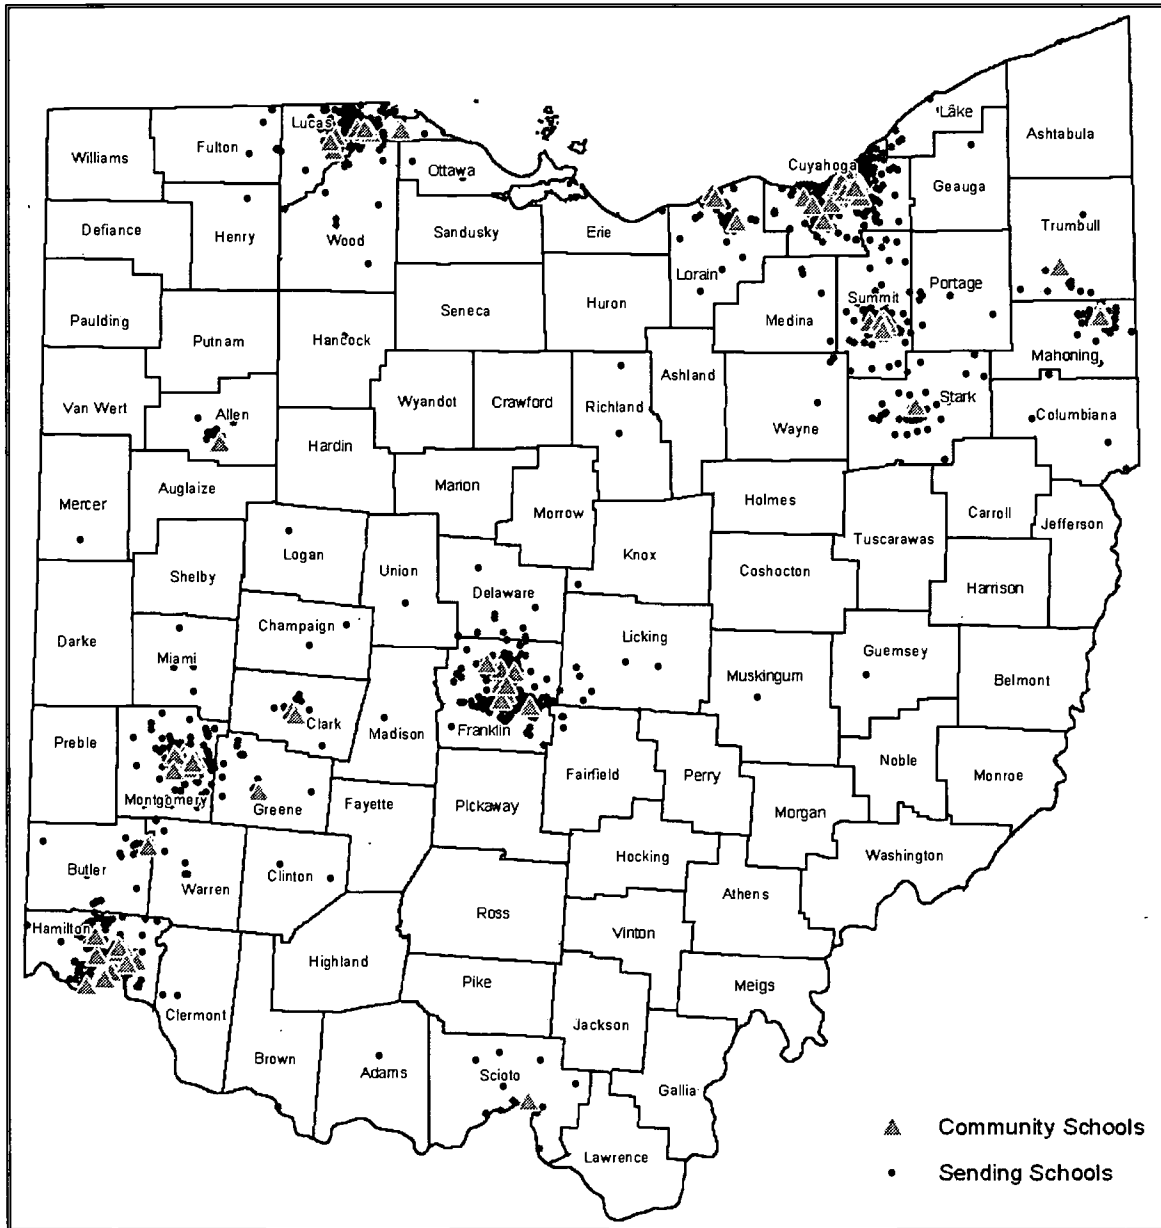 Lake
Ashtabula
Lucas
Fulton
Williams
Cuyahoga
Ottawa
Geauga
Defiance
Henry
Wood
Sandusky
Erie
Trumbull
Lorain
Portage
Summit
Huron
Seneca
Medina
Paulding
Putnam
Hancock
Mahoning
Ashland
Van Wert
Allen
Wyandot
Crawford
Richland
Stark
Wayne
Columbiana
Hardin
Mercer
Auglaize
Marion
Holmes
Morrow
Carroll
Jefferson
Tuscarawas
Logan
Knox
Union
Coshocton
Shelby
Harrison
Delaware
Champaign
Licking
Darke
Miami
Guernsey
Muskingum
Belmont
Clark
Madison
Franklin
Preble
Noble
Fairfield
Perry
Monroe
Montgomery
Greene
Fayette
Pickaway
Morgan
Hocking
Washington
Butler
Warren
Clinton
Athens
Ross
Hamilton
Vinton
Highland
Pike
Meigs
Clermont
Jackson
Brown
Adams
Scioto
Gallia
Community Schools
Lawrence
Sending Schools